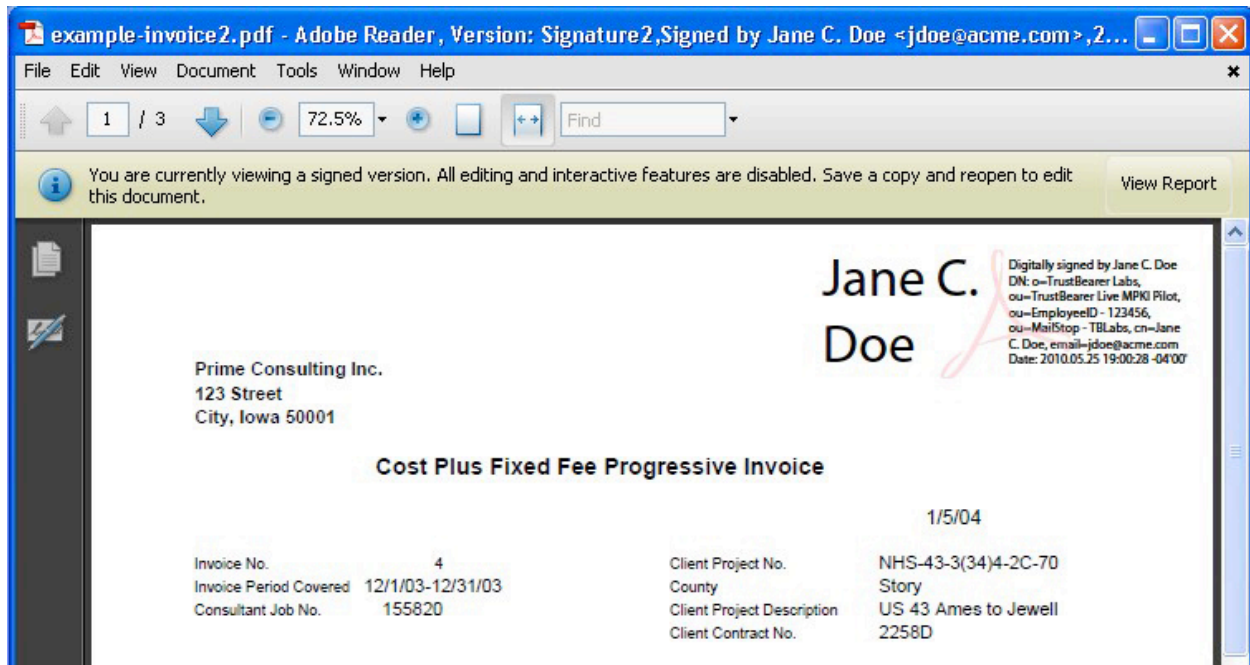 example-invoice2.pdf - Adobe Reader, Version: Signature2,Signed by Jane C. Doe <jdoe@acme.com>,2...
File Edit View Document Tools Window Help
1 / 3 72.5% Find
You are currently viewing a signed version. All editing and interactive features are disabled. Save a copy and reopen to edit
this document.
View Report
Jane C.
Doe
Digitally signed by Jane C. Doe
DN: o=TrustBearer Labs,
ou=TrustBearer Live MPKI Pilot,
ou=EmployeeID - 123456,
ou=MailStop - TBLabs, cn=Jane
C. Doe, email=jdoe@acme.com
Date: 2010.05.25 19:00:28 -04'00'
Prime Consulting Inc.
123 Street
City, Iowa 50001
Cost Plus Fixed Fee Progressive Invoice
1/5/04
Invoice No. 4
Invoice Period Covered 12/1/03-12/31/03
Consultant Job No. 155820
Client Project No. NHS-43-3(34)4-2C-70
County Story
Client Project Description US 43 Ames to Jewell
Client Contract No. 2258D